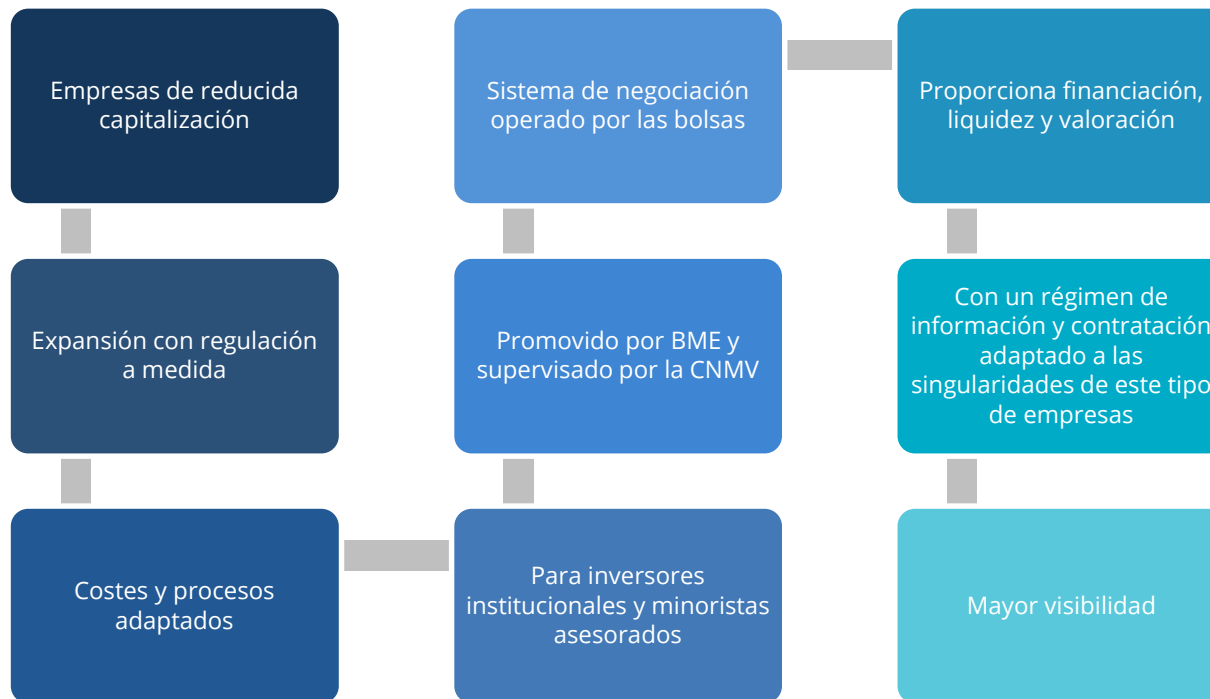 Empresas de reducida
capitalización
Expansión con regulación
a medida
Costes y procesos
adaptados
Para inversores
institucionales y minoristas
asesorados
Promovido por BME y
supervisado por la CNMV
Sistema de negociación
operado por las bolsas
Proporciona financiación,
liquidez y valoración
Con un régimen de
información y contratación
adaptado a las
singularidades de este tipo
de empresas
Mayor visibilidad